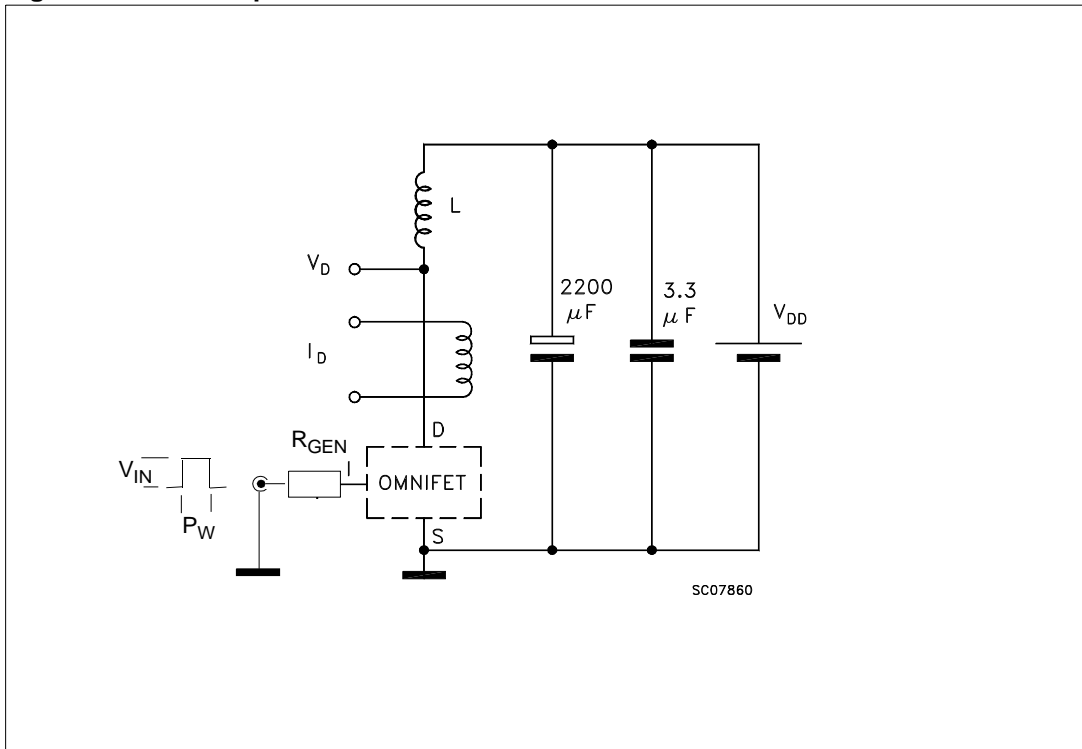 L
V_D
2200
μF
3.3
μF
V_DD
I_D
D
R_GEN
I
V_IN
OMNIFET
P_W
S
SC07860